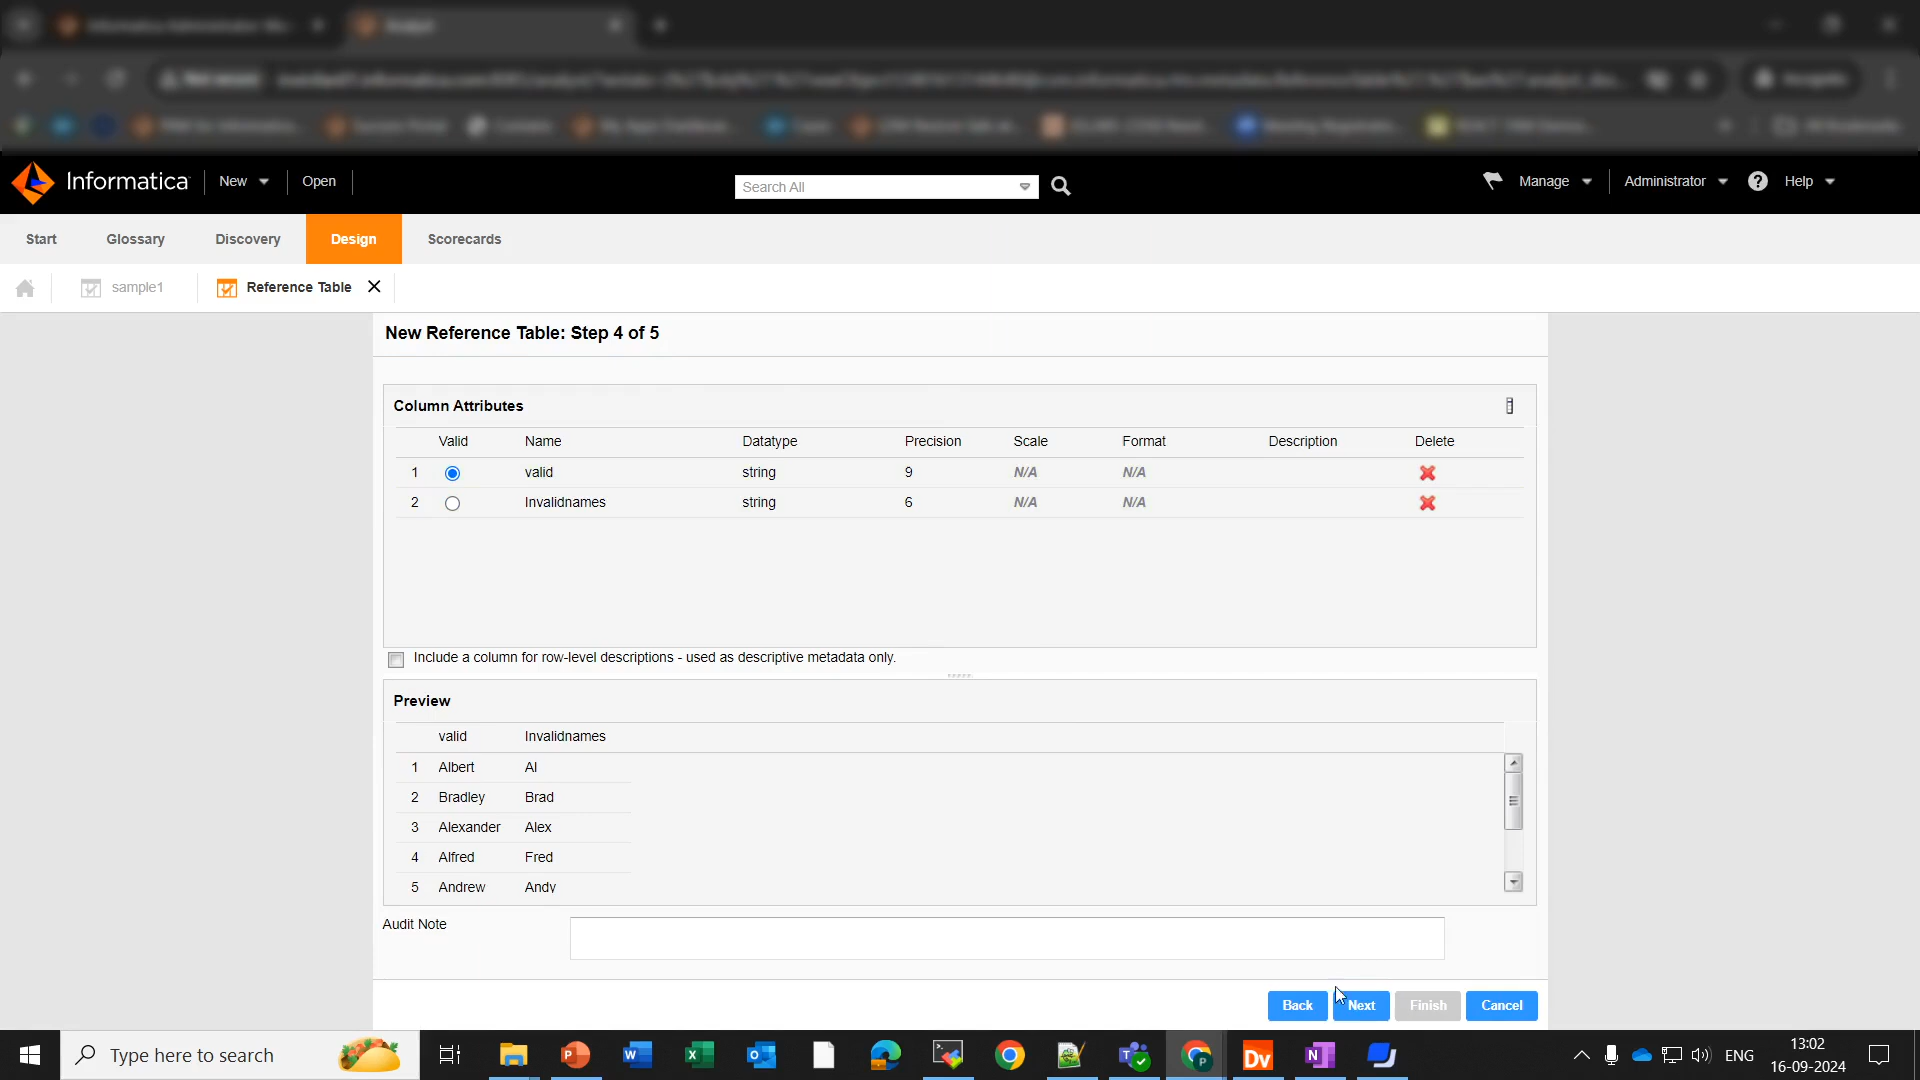 Informatica New Open Search All Manage Administrator Help
Start Glossary Discovery Design Scorecards
sample1 Reference Table
New Reference Table: Step 4 of 5
Column Attributes
Valid Name Datatype Precision Scale Format Description Delete
1 valid string 9 N/A N/A
2 Invalidnames string 6 N/A N/A
Include a column for row-level descriptions - used as descriptive metadata only.
Preview
valid Invalidnames
1 Albert Al
2 Bradley Brad
3 Alexander Alex
4 Alfred Fred
5 Andrew Andy
Audit Note
Back Next Finish Cancel
Type here to search
ENG
13:02
16-09-2024